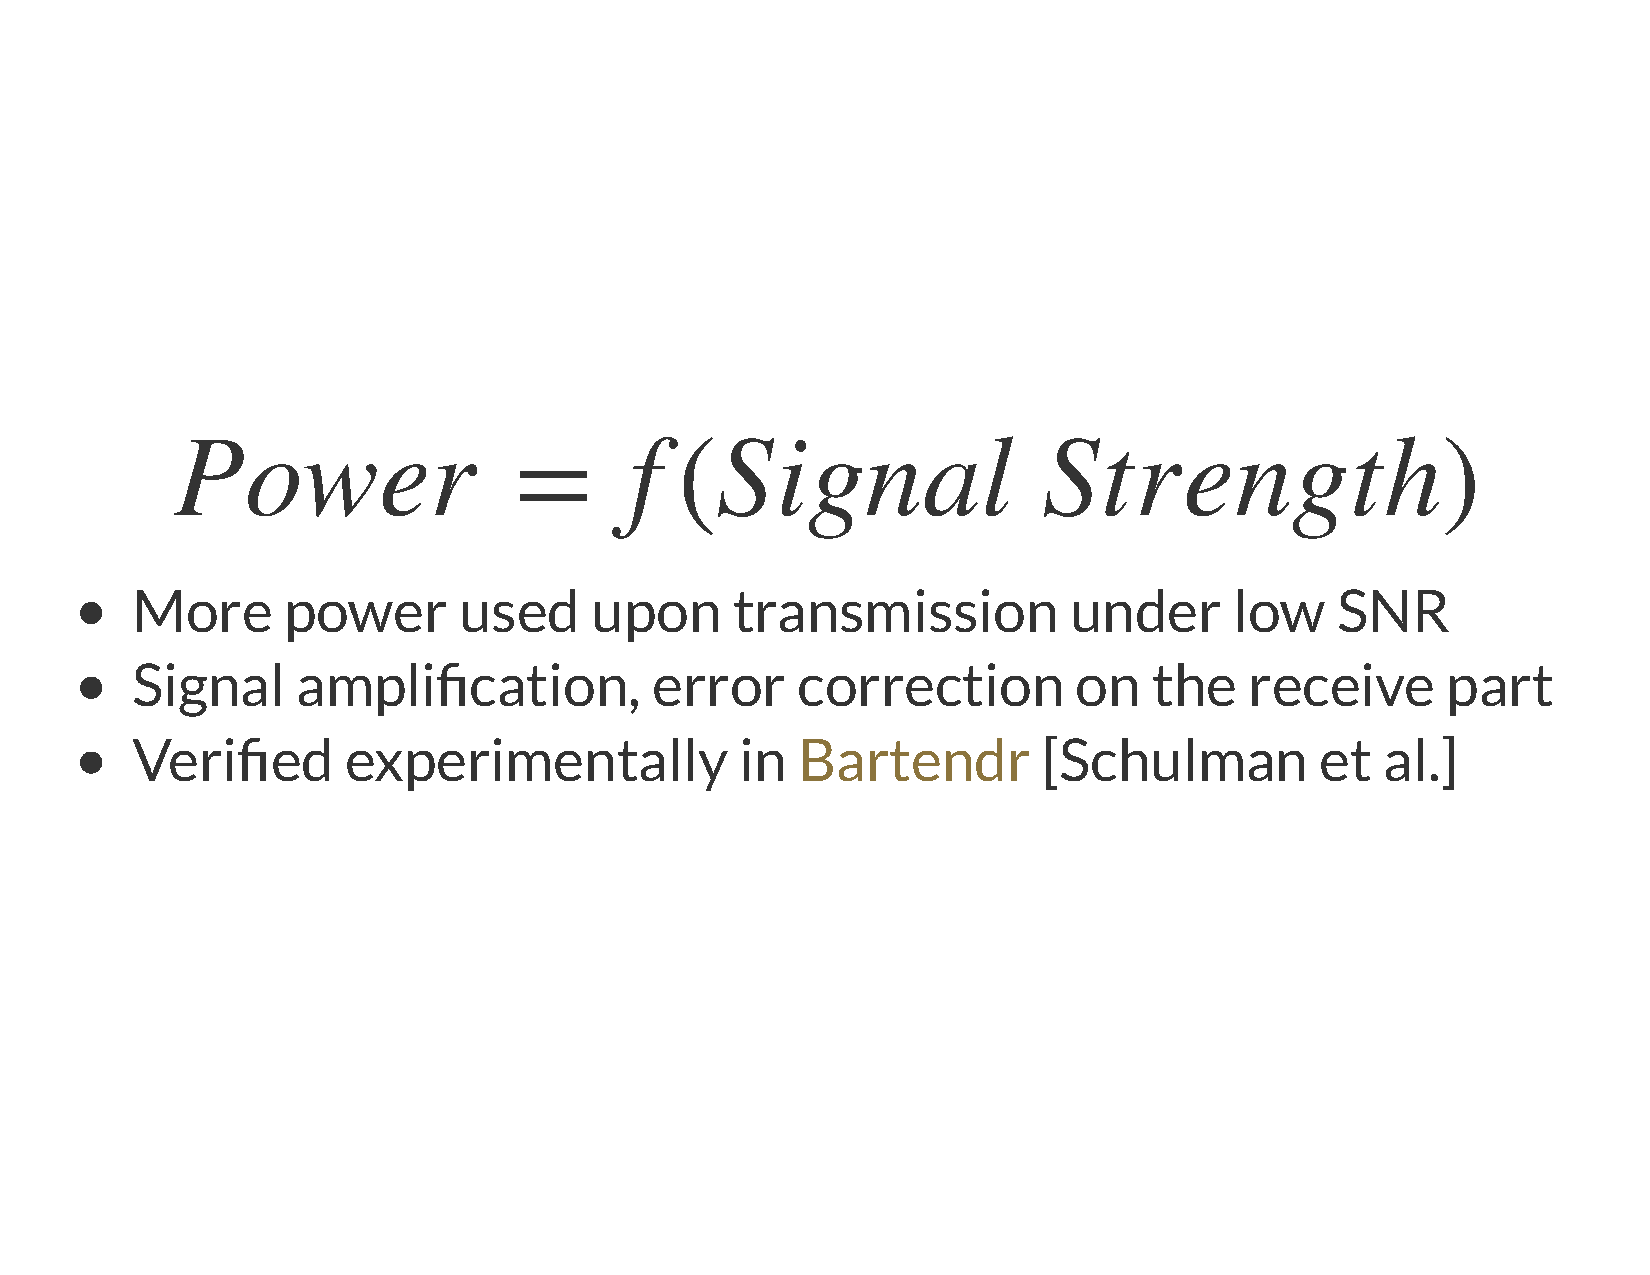 Power = f(Signal Strength)
• More power used upon transmission under low SNR
• Signal amplification, error correction on the receive part
• Verified experimentally in Bartendr [Schulman et al.]